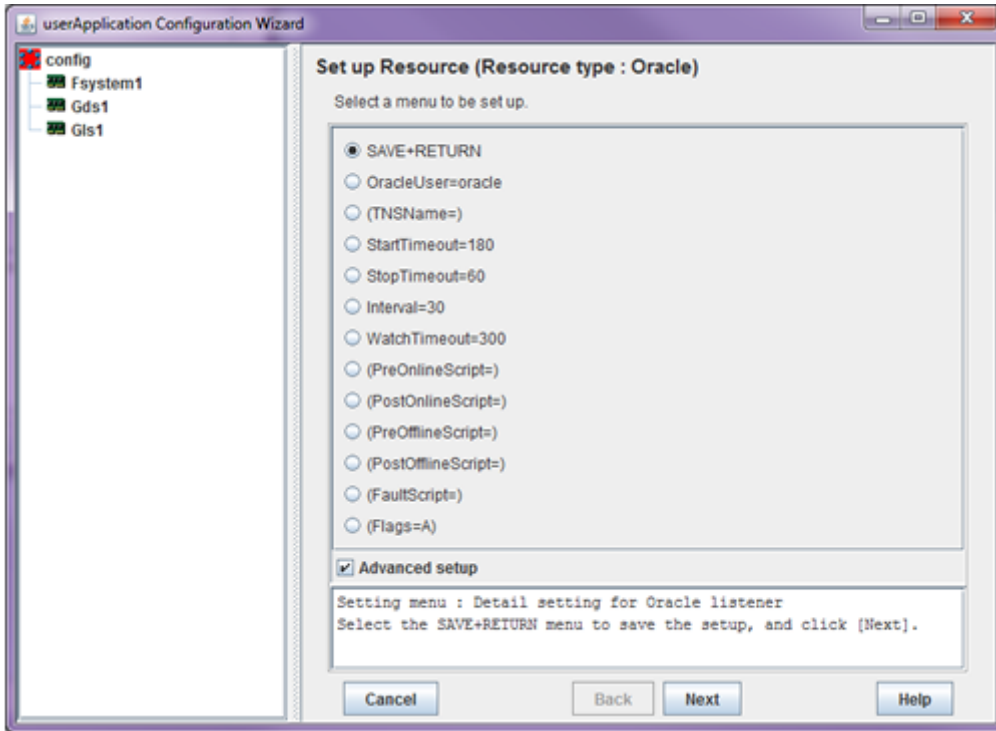 userApplication Configuration Wizard
config
Fsystem1
Gds1
Gls1
Set up Resource (Resource type : Oracle)
Select a menu to be set up.
SAVE+RETURN
OracleUser=oracle
(TNSName=)
StartTimeout=180
StopTimeout=60
Interval=30
WatchTimeout=300
(PreOnlineScript=)
(PostOnlineScript=)
(PreOfflineScript=)
(PostOfflineScript=)
(FaultScript=)
(Flags=A)
Advanced setup
Setting menu : Detail setting for Oracle listener
Select the SAVE+RETURN menu to save the setup, and click [Next].
Cancel Back Next Help